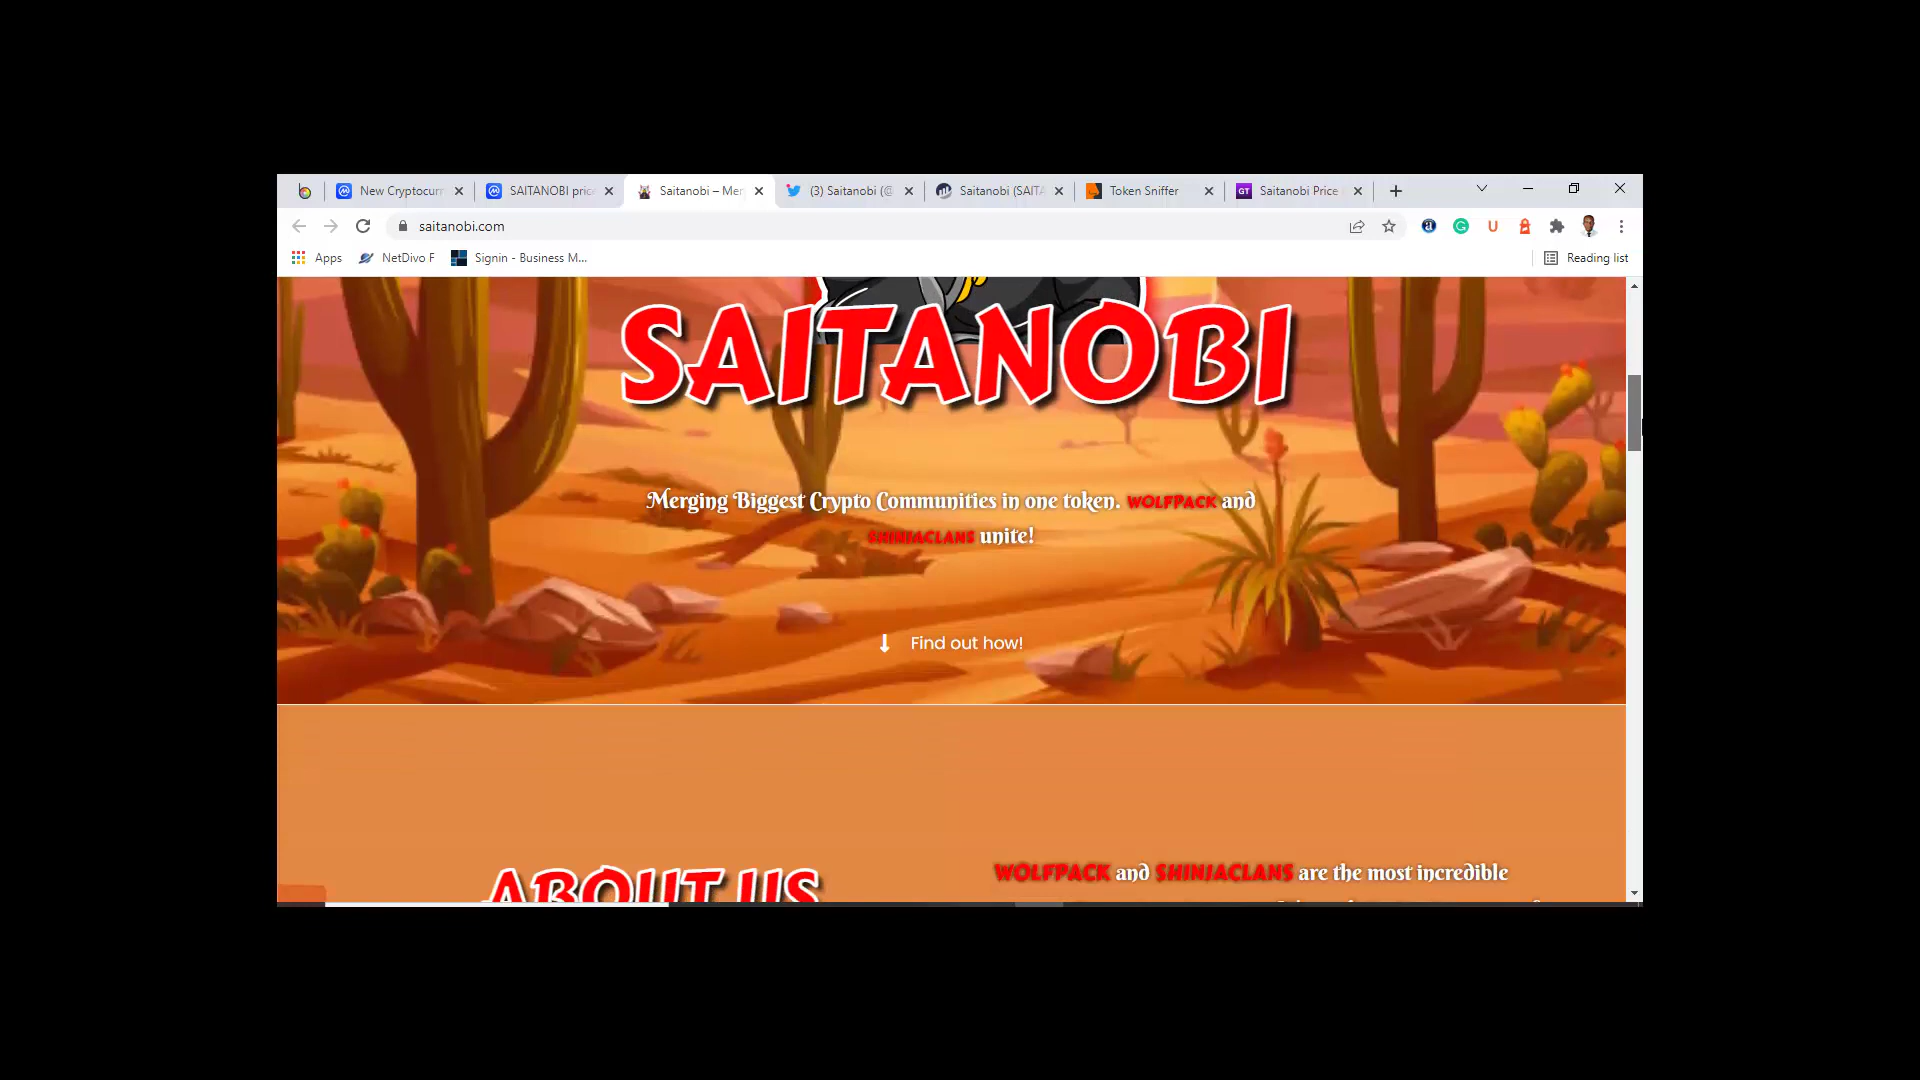 New Cryptocurr
SAITANOBI pric
Saitanobi – Mer
(3) Saitanobi (@
Saitanobi (SAITA
Token Sniffer
GT
Saitanobi Price
saitanobi.com
Apps
NetDivo F
Signin - Business M...
Reading list
SAITANOBI
Merging Biggest Crypto Communities in one token. WOLFPACK and
SHINJACLANS unite!
Find out how!
ABOUT US
WOLFPACK and SHINJACLANS are the most incredible